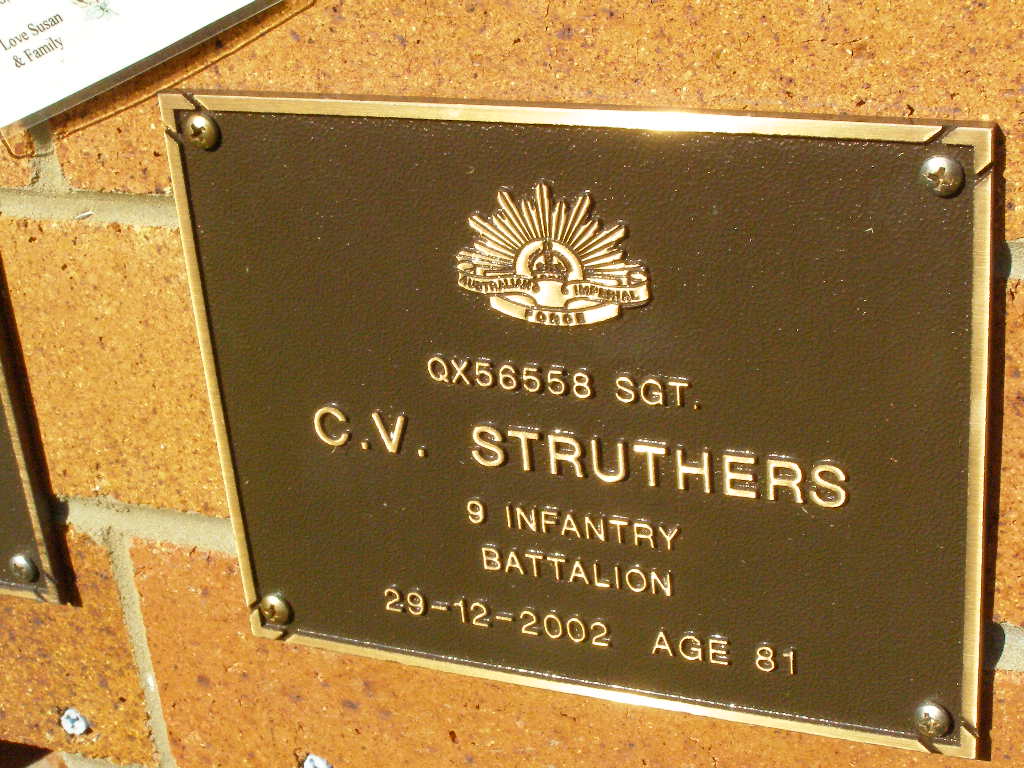 Love Susan
& Family
AUSTRALIAN IMPERIAL
FORCE
QX56558 SGT.
C.V. STRUTHERS
9 INFANTRY
BATTALION
29-12-2002 AGE 81